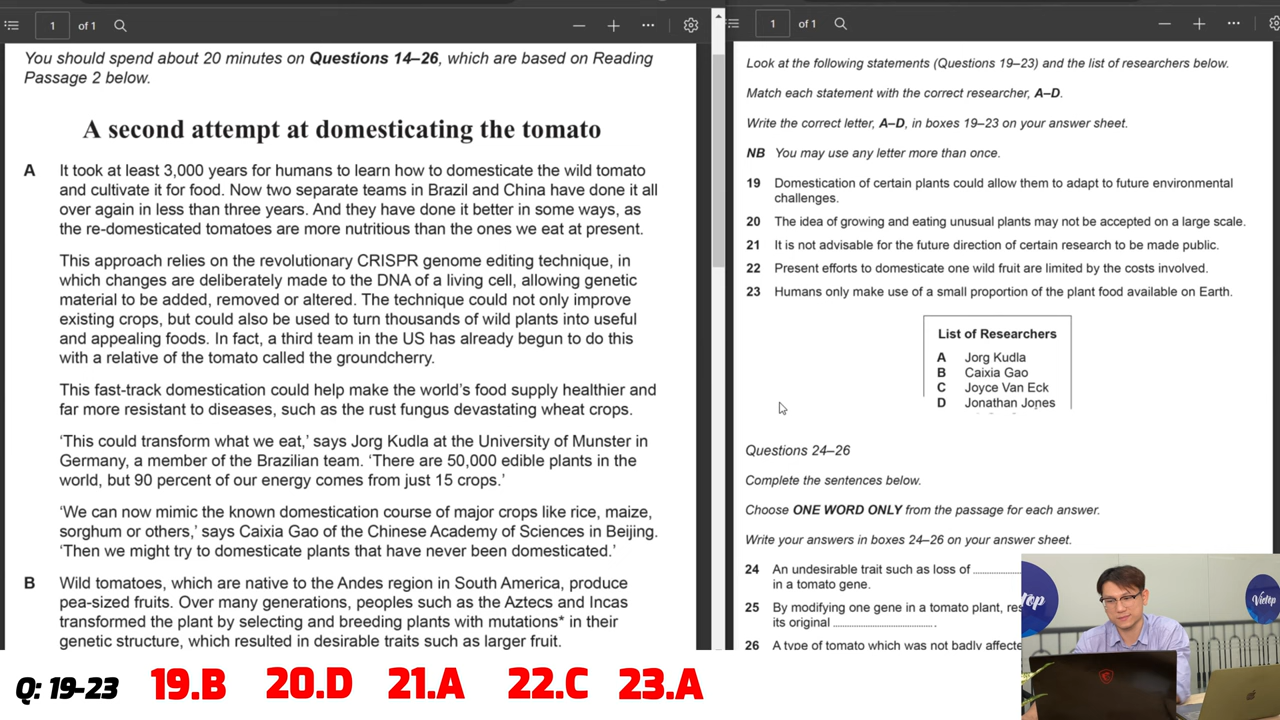 1 of 1
You should spend about 20 minutes on Questions 14–26, which are based on Reading
Passage 2 below.
A second attempt at domesticating the tomato
A It took at least 3,000 years for humans to learn how to domesticate the wild tomato
and cultivate it for food. Now two separate teams in Brazil and China have done it all
over again in less than three years. And they have done it better in some ways, as
the re-domesticated tomatoes are more nutritious than the ones we eat at present.
This approach relies on the revolutionary CRISPR genome editing technique, in
which changes are deliberately made to the DNA of a living cell, allowing genetic
material to be added, removed or altered. The technique could not only improve
existing crops, but could also be used to turn thousands of wild plants into useful
and appealing foods. In fact, a third team in the US has already begun to do this
with a relative of the tomato called the groundcherry.
This fast-track domestication could help make the world's food supply healthier and
far more resistant to diseases, such as the rust fungus devastating wheat crops.
'This could transform what we eat,' says Jorg Kudla at the University of Munster in
Germany, a member of the Brazilian team. 'There are 50,000 edible plants in the
world, but 90 percent of our energy comes from just 15 crops.'
'We can now mimic the known domestication course of major crops like rice, maize,
sorghum or others,' says Caixia Gao of the Chinese Academy of Sciences in Beijing.
'Then we might try to domesticate plants that have never been domesticated.'
B Wild tomatoes, which are native to the Andes region in South America, produce
pea-sized fruits. Over many generations, peoples such as the Aztecs and Incas
transformed the plant by selecting and breeding plants with mutations* in their
genetic structure, which resulted in desirable traits such as larger fruit.
1 of 1
Look at the following statements (Questions 19–23) and the list of researchers below.
Match each statement with the correct researcher, A–D.
Write the correct letter, A–D, in boxes 19–23 on your answer sheet.
NB You may use any letter more than once.
19 Domestication of certain plants could allow them to adapt to future environmental
challenges.
20 The idea of growing and eating unusual plants may not be accepted on a large scale.
21 It is not advisable for the future direction of certain research to be made public.
22 Present efforts to domesticate one wild fruit are limited by the costs involved.
23 Humans only make use of a small proportion of the plant food available on Earth.
List of Researchers
A Jorg Kudla
B Caixia Gao
C Joyce Van Eck
D Jonathan Jones
Questions 24–26
Complete the sentences below.
Choose ONE WORD ONLY from the passage for each answer.
Write your answers in boxes 24–26 on your answer sheet.
24 An undesirable trait such as loss of ..........
in a tomato gene.
25 By modifying one gene in a tomato plant, res
its original ..............................
26 A type of tomato which was not badly affecte
Vietop
Q: 19-23 19.B 20.D 21.A 22.C 23.A